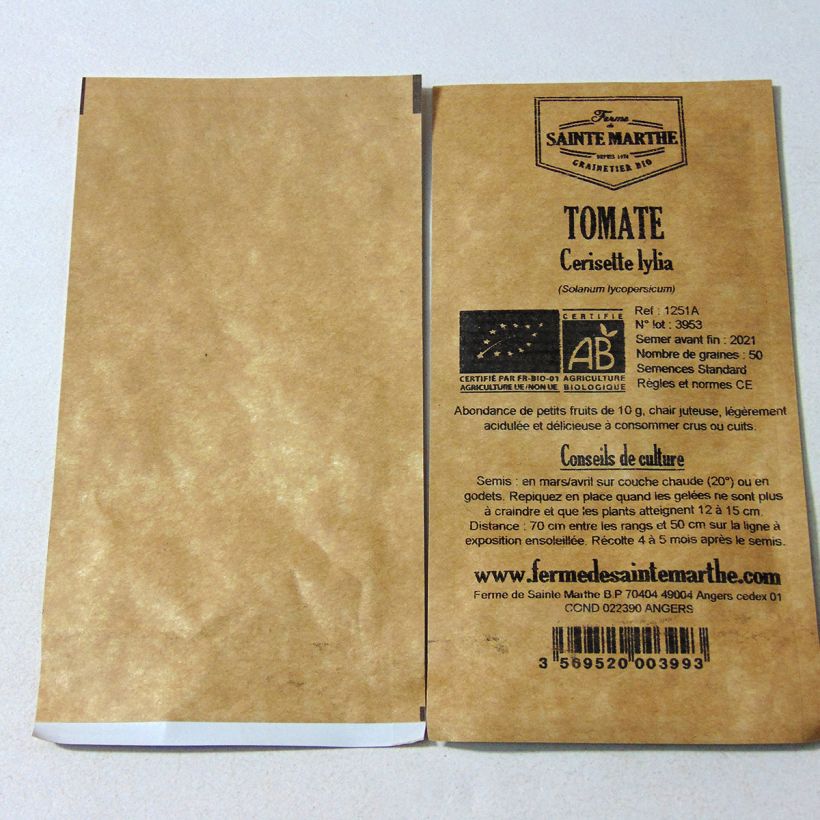 Ferme
de
SAINTE MARTHE
DEPUIS 1974
GRAINETIER BIO
TOMATE
Cerisette lylia
(Solanum lycopersicum)
CERTIFIÉ
AB
CERTIFIÉ PAR FR-BIO-01
AGRICULTURE UE/NON UE
AGRICULTURE
BIOLOGIQUE
Ref : 1251A
N° lot : 3953
Semer avant fin : 2021
Nombre de graines : 50
Semences Standard
Règles et normes CE
Abondance de petits fruits de 10 g, chair juteuse, légèrement
acidulée et délicieuse à consommer crus ou cuits.
Conseils de culture
Semis : en mars/avril sur couche chaude (20°) ou en
godets. Repiquez en place quand les gelées ne sont plus
à craindre et que les plants atteignent 12 à 15 cm.
Distance : 70 cm entre les rangs et 50 cm sur la ligne à
exposition ensoleillée. Récolte 4 à 5 mois après le semis.
www.fermedesaintemarthe.com
Ferme de Sainte Marthe B.P 70404 49004 Angers cedex 01
CCND 022390 ANGERS
3 569520 003993